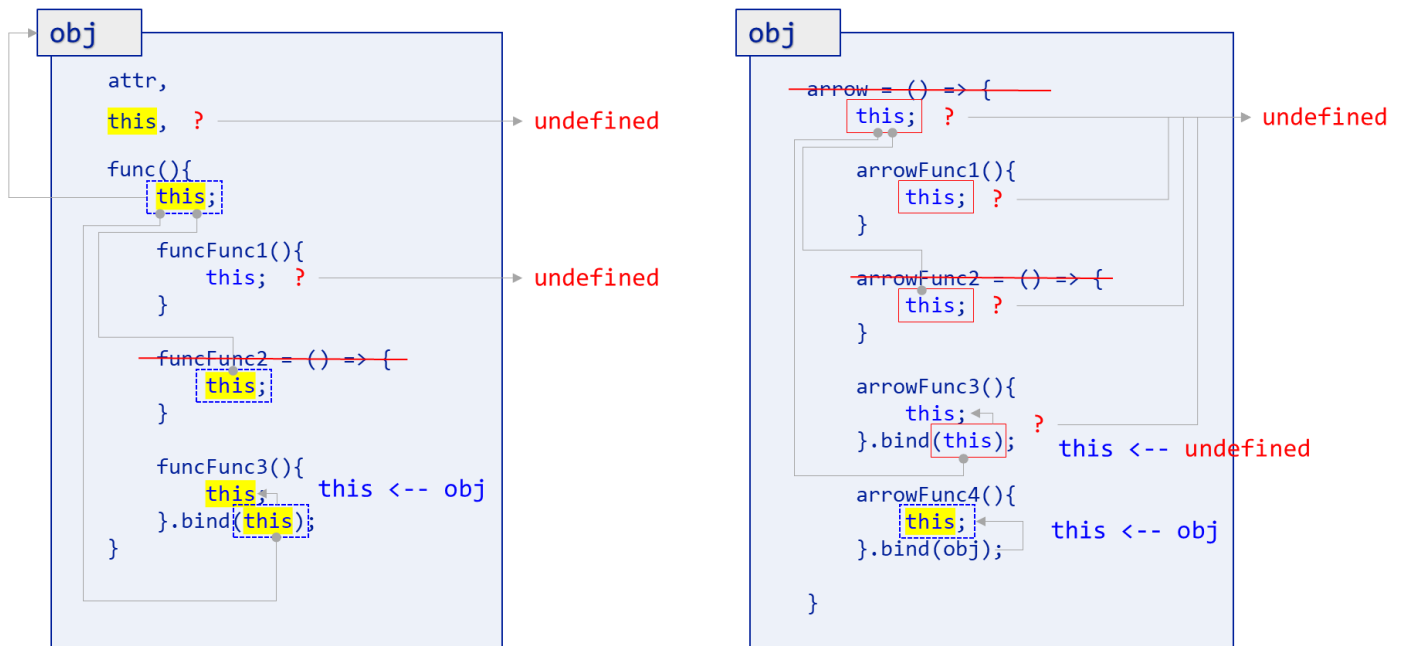 obj
attr,
this, ? undefined
func(){
this;
funcFunc1(){
this; ? undefined
}
funcFunc2 = () => {
this;
}
funcFunc3(){
this; this <-- obj
}.bind(this);
}
obj
arrow = () => {
this; ? undefined
arrowFunc1(){
this; ?
}
arrowFunc2 = () => {
this; ?
}
arrowFunc3(){
this; ?
}.bind(this); this <-- undefined
arrowFunc4(){
this; this <-- obj
}.bind(obj);
}